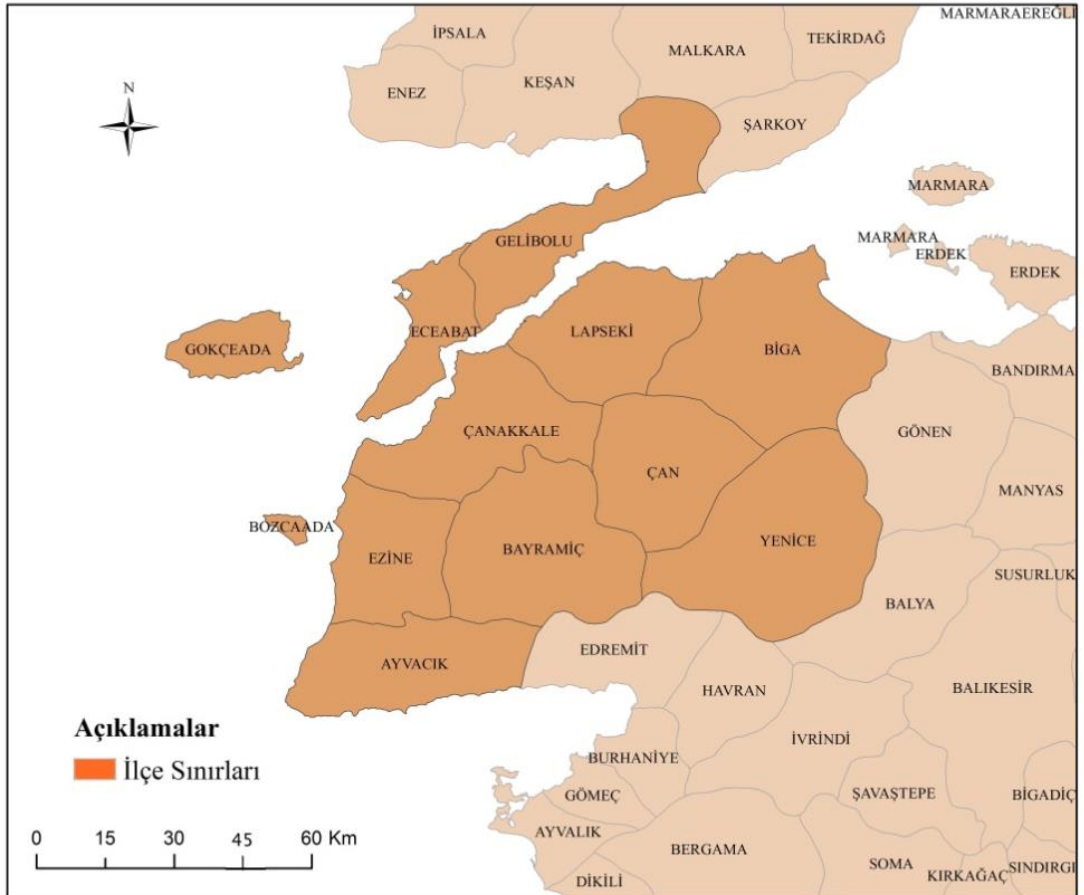 MARMARAEREĞLİ
İPSALA
TEKİRDAĞ
MALKARA
KEŞAN
ENEZ
N
ŞARKOY
MARMARA
MARMARA
GELİBOLU
ERDEK
ERDEK
ECEABAT
LAPSEKİ
GOKÇEADA
BİGA
BANDIRMA
ÇANAKKALE
GÖNEN
ÇAN
MANYAS
BOZCAADA
YENİCE
BAYRAMİÇ
EZİNE
SUSURLUK
BALYA
EDREMİT
AYVACIK
BALIKESİR
HAVRAN
Açıklamalar
İVRİNDİ
BURHANİYE
İlçe Sınırları
ŞAVAŞTEPE
GÖMEÇ
BİGADİÇ
AYVALIK
0 15 30 45 60 Km
BERGAMA
SOMA
KIRKAĞAÇ
SINDIRGI
DİKİLİ